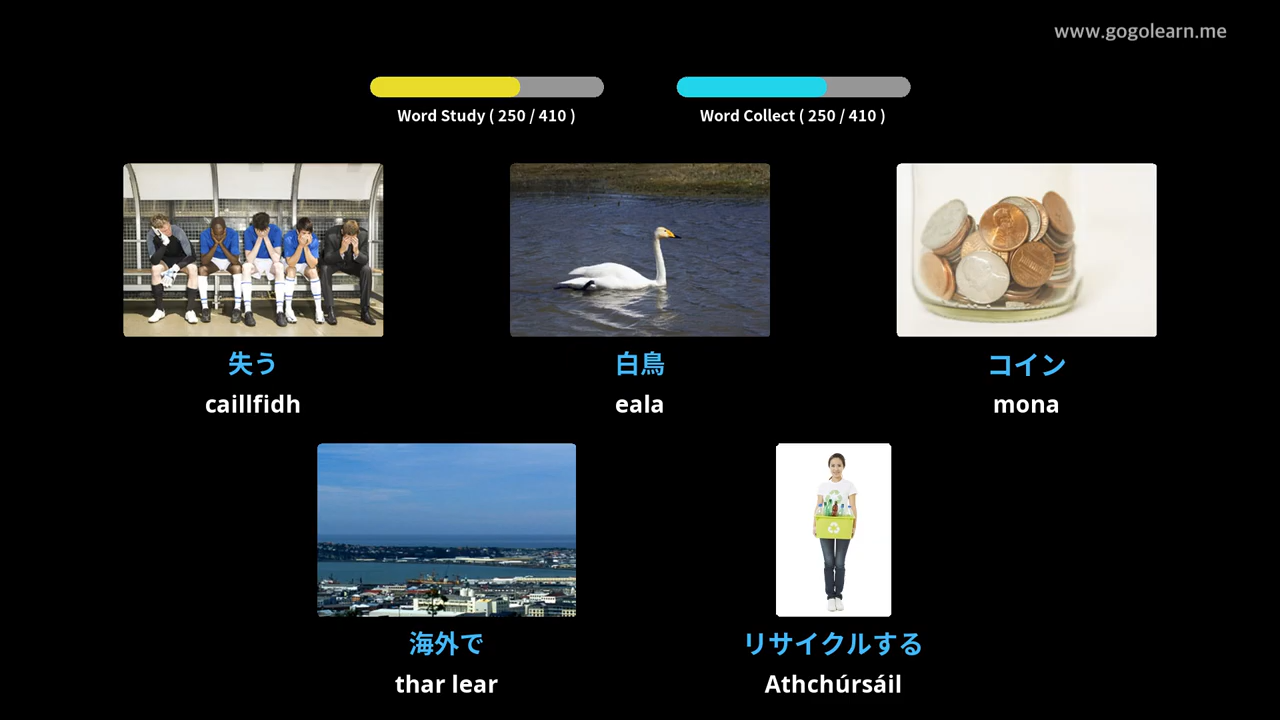 www.gogolearn.me
Word Study ( 250 / 410 )
Word Collect ( 250 / 410 )
失う
caillfidh
白鳥
eala
コイン
mona
海外で
thar lear
リサイクルする
Athchúrsáil